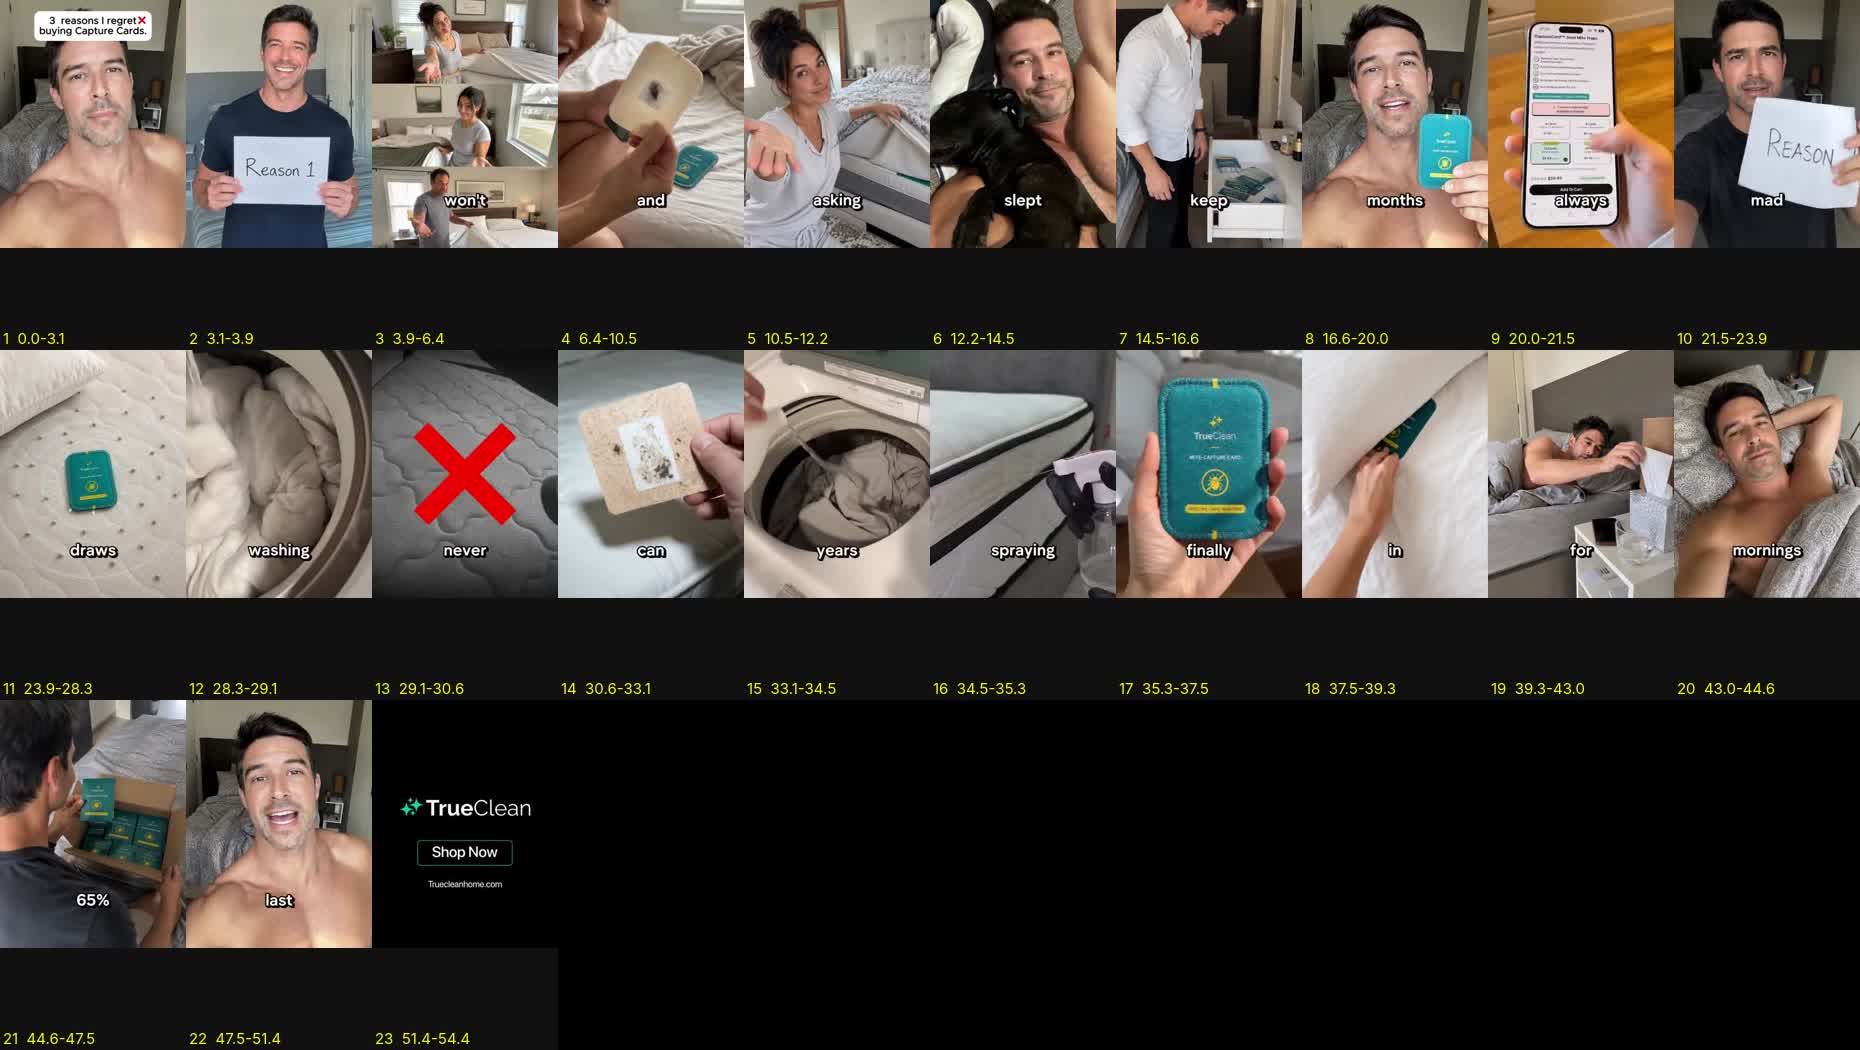 3 reasons I regret❌
buying Capture Cards.
Reason 1
won't
and
asking
slept
keep
months
Add To Cart
always
REASON
mad
1 0.0-3.1
2 3.1-3.9
3 3.9-6.4
4 6.4-10.5
5 10.5-12.2
6 12.2-14.5
7 14.5-16.6
8 16.6-20.0
9 20.0-21.5
10 21.5-23.9
draws
washing
never
can
years
spraying
TrueClean
MITE-CAPTURE CARD
finally
in
for
mornings
11 23.9-28.3
12 28.3-29.1
13 29.1-30.6
14 30.6-33.1
15 33.1-34.5
16 34.5-35.3
17 35.3-37.5
18 37.5-39.3
19 39.3-43.0
20 43.0-44.6
65%
last
TrueClean
Shop Now
Truecleanhome.com
21 44.6-47.5
22 47.5-51.4
23 51.4-54.4